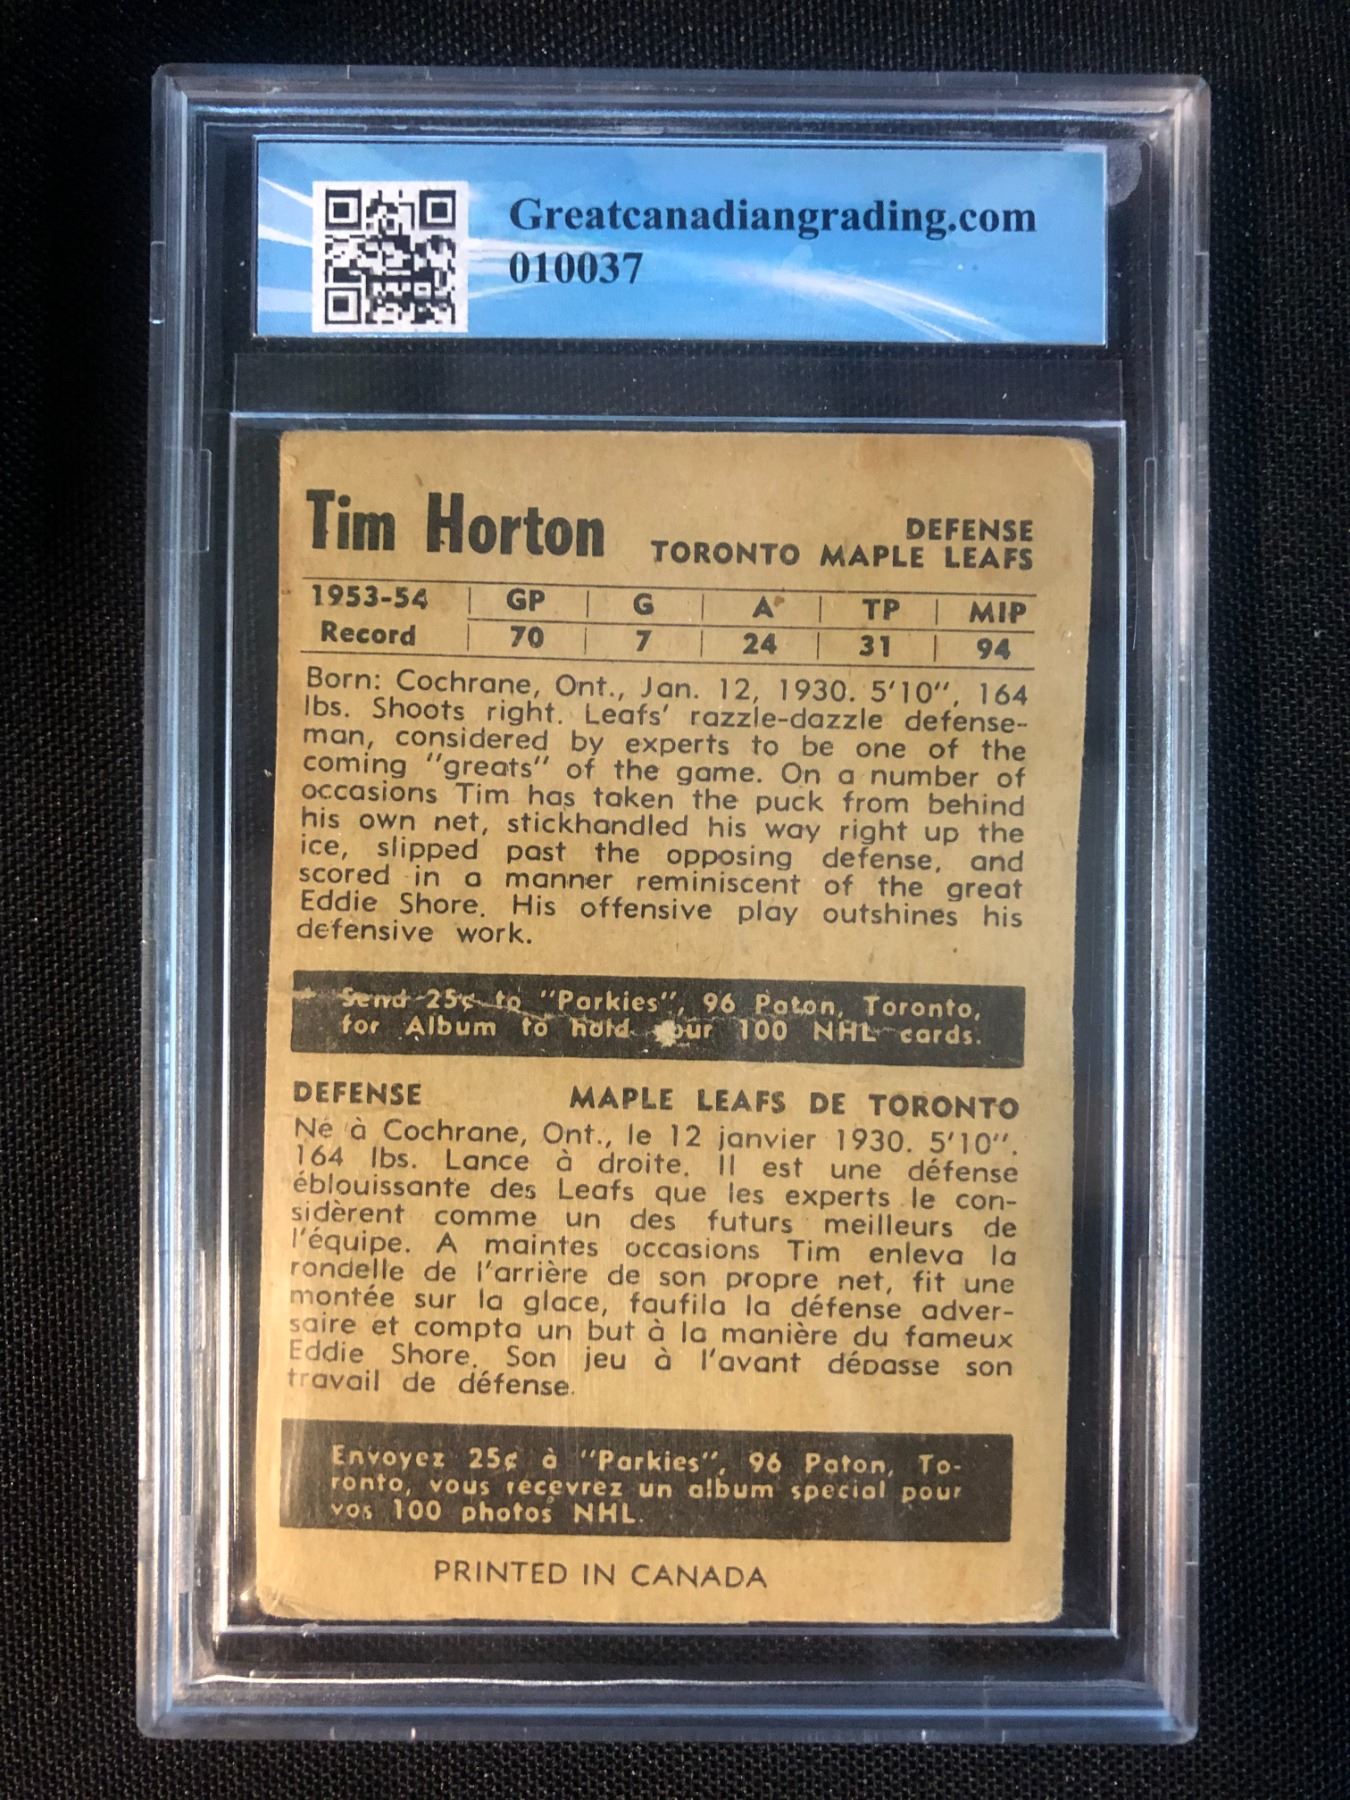 Greatcanadiangrading.com
010037
Tim Horton
DEFENSE
TORONTO MAPLE LEAFS
1953-54 | GP | G | A | TP | MIP
Record | 70 | 7 | 24 | 31 | 94
Born: Cochrane, Ont., Jan. 12, 1930. 5'10", 164
lbs. Shoots right. Leafs' razzle-dazzle defense-
man, considered by experts to be one of the
coming "greats" of the game. On a number of
occasions Tim has taken the puck from behind
his own net, stickhandled his way right up the
ice, slipped past the opposing defense, and
scored in a manner reminiscent of the great
Eddie Shore. His offensive play outshines his
defensive work.
Send 25¢ to "Parkies", 96 Paton, Toronto,
for Album to hold your 100 NHL cards.
DEFENSE MAPLE LEAFS DE TORONTO
Né à Cochrane, Ont., le 12 janvier 1930. 5'10".
164 lbs. Lance à droite. Il est une défense
éblouissante des Leafs que les experts le con-
sidèrent comme un des futurs meilleurs de
l'équipe. A maintes occasions Tim enleva la
rondelle de l'arrière de son propre net, fit une
montée sur la glace, faufila la défense adver-
saire et compta un but à la manière du fameux
Eddie Shore. Son jeu à l'avant dépasse son
travail de défense.
Envoyez 25¢ à "Parkies", 96 Paton, To-
ronto, vous recevrez un album special pour
vos 100 photos NHL.
PRINTED IN CANADA